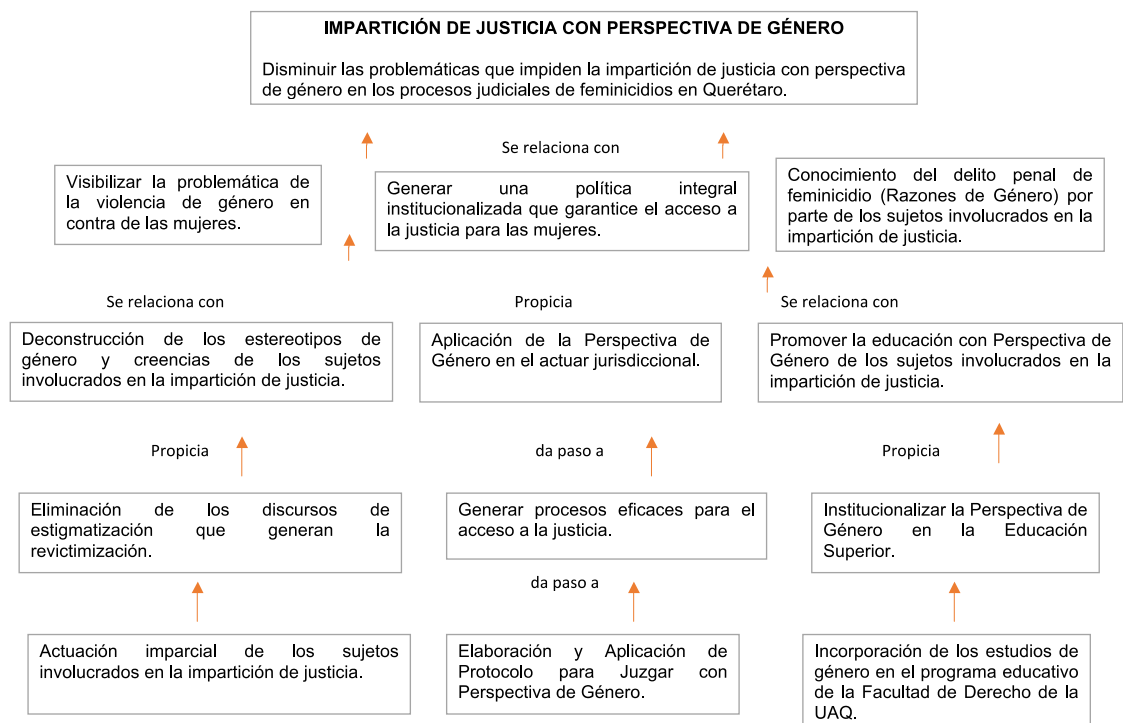 IMPARTICIÓN DE JUSTICIA CON PERSPECTIVA DE GÉNERO
Disminuir las problemáticas que impiden la impartición de justicia con perspectiva
de género en los procesos judiciales de feminicidios en Querétaro.
Se relaciona con
Visibilizar la problemática de
la violencia de género en
contra de las mujeres.
Generar una política integral
institucionalizada que garantice el acceso a
la justicia para las mujeres.
Conocimiento del delito penal de
feminicidio (Razones de Género) por
parte de los sujetos involucrados en la
impartición de justicia.
Se relaciona con
Propicia
Se relaciona con
Deconstrucción de los estereotipos de
género y creencias de los sujetos
involucrados en la impartición de justicia.
Aplicación de la Perspectiva de
Género en el actuar jurisdiccional.
Promover la educación con Perspectiva de
Género de los sujetos involucrados en la
impartición de justicia.
Propicia
da paso a
Propicia
Eliminación de los discursos de
estigmatización que generan la
revictimización.
Generar procesos eficaces para el
acceso a la justicia.
Institucionalizar la Perspectiva de
Género en la Educación
Superior.
da paso a
Actuación imparcial de los sujetos
involucrados en la impartición de justicia.
Elaboración y Aplicación de
Protocolo para Juzgar con
Perspectiva de Género.
Incorporación de los estudios de
género en el programa educativo
de la Facultad de Derecho de la
UAQ.